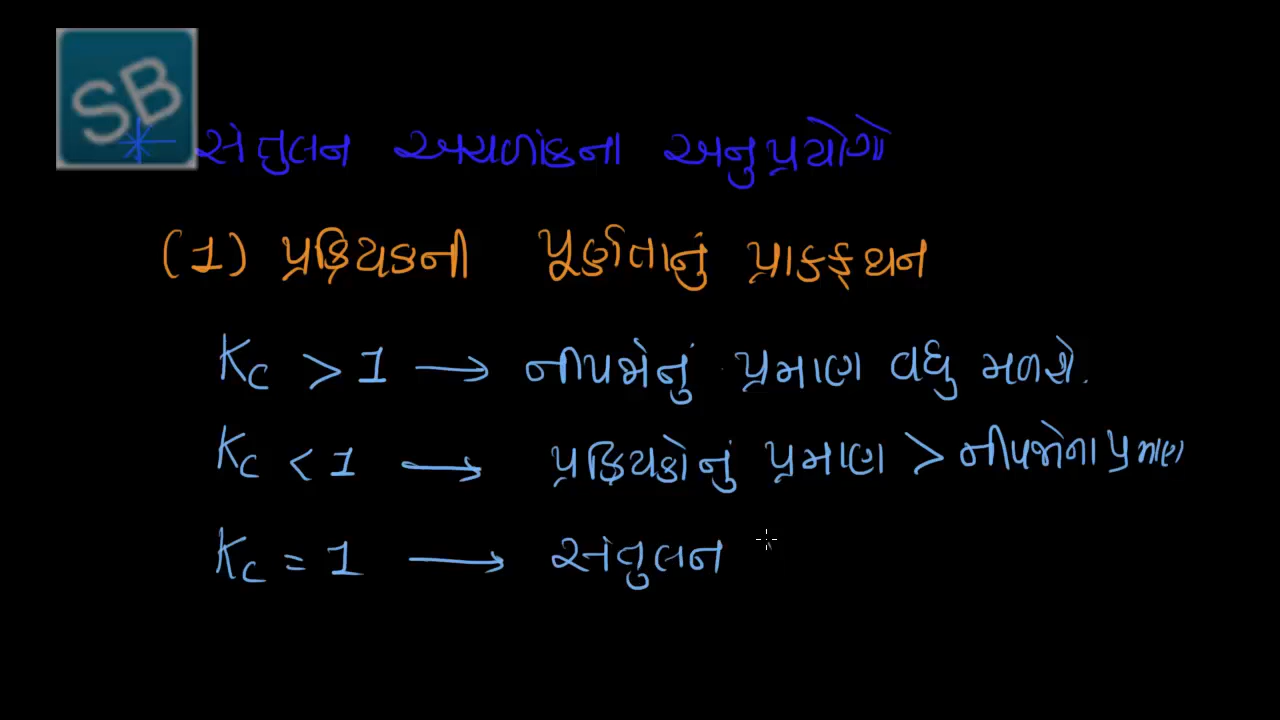 SB
* સંતુલન અચળાંકના અનુપ્રયોગો
(1) પ્રક્રિયકની પૂર્ણતાનું પ્રાક્કથન
Kc > 1 → નીપજોનું પ્રમાણ વધુ મળશે.
Kc < 1 → પ્રક્રિયકોનું પ્રમાણ > નીપજોના પ્રમાણ
Kc = 1 → સંતુલન